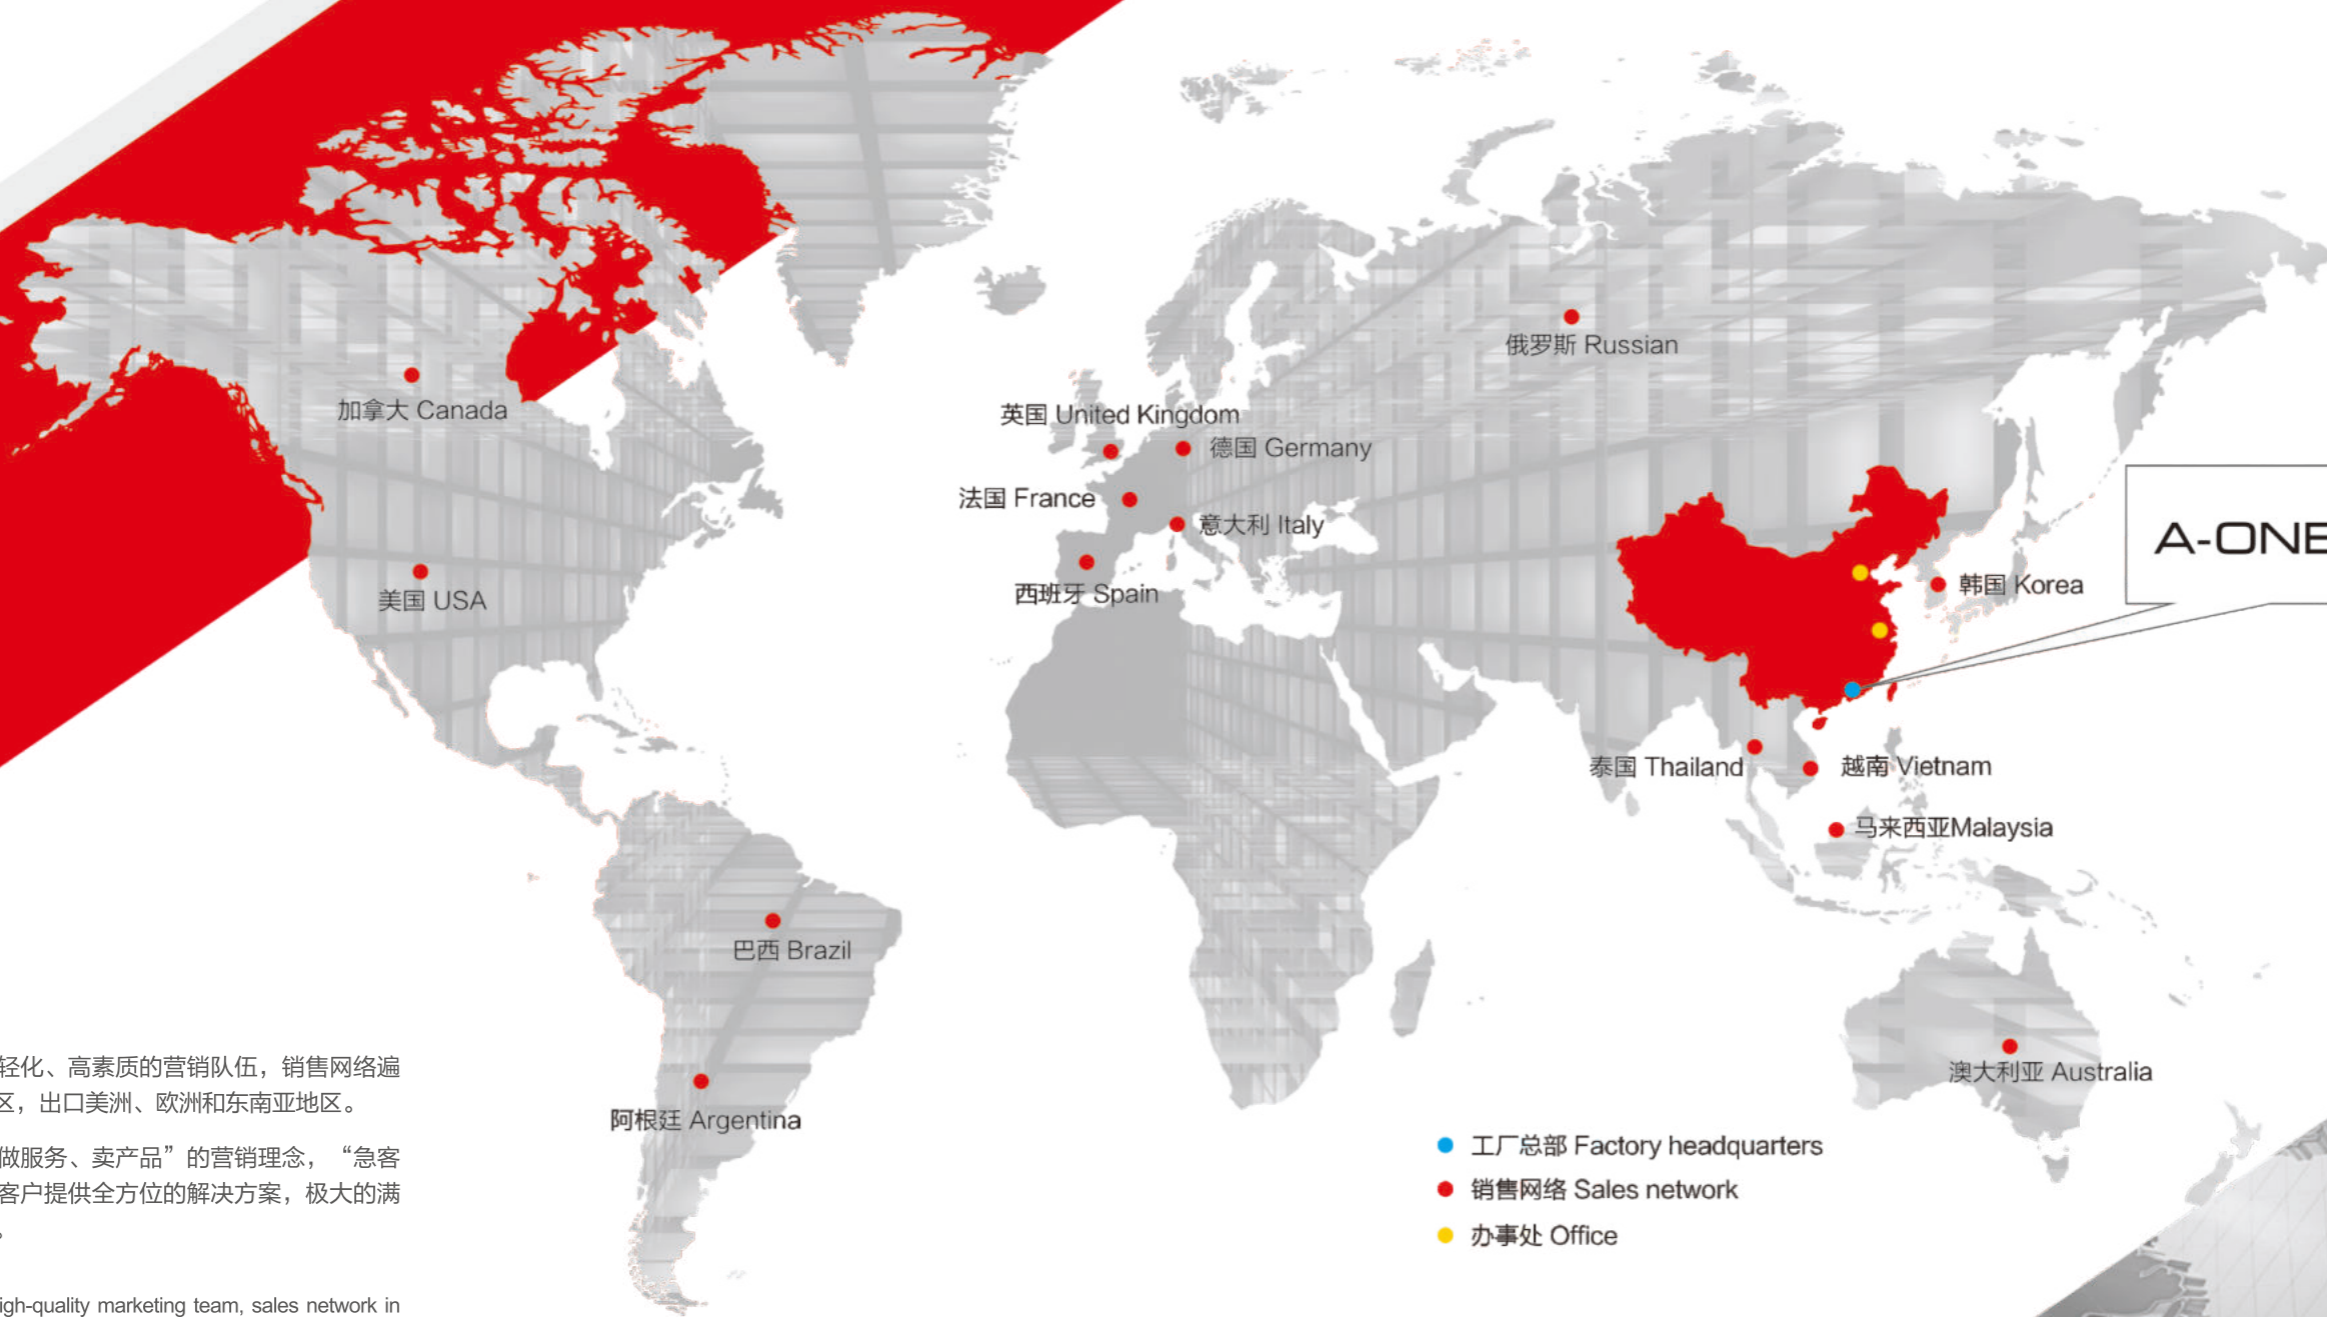 俄罗斯 Russian
加拿大 Canada
英国 United Kingdom
德国 Germany
法国 France
意大利 Italy
A-ONE
西班牙 Spain
韩国 Korea
美国 USA
泰国 Thailand
越南 Vietnam
马来西亚Malaysia
巴西 Brazil
澳大利亚 Australia
阿根廷 Argentina
工厂总部 Factory headquarters
销售网络 Sales network
办事处 Office
轻化、高素质的营销队伍，销售网络遍
区，出口美洲、欧洲和东南亚地区。
做服务、卖产品”的营销理念，“急客
客户提供全方位的解决方案，极大的满
。
igh-quality marketing team, sales network in